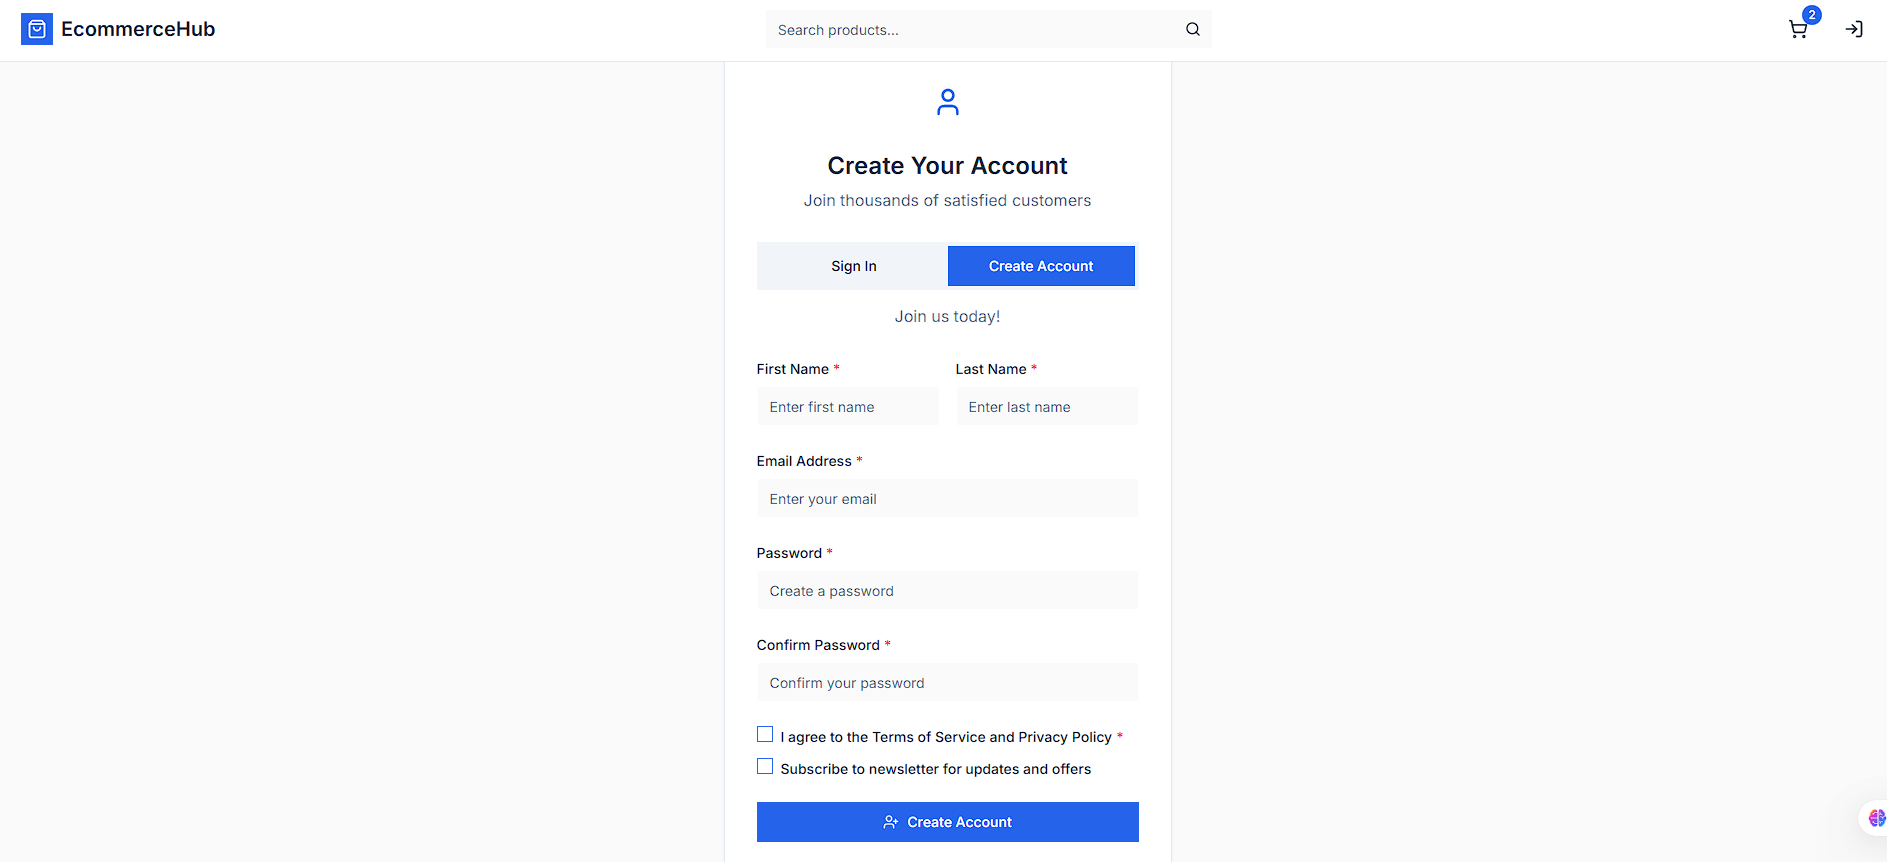 EcommerceHub
Search products...
2
Create Your Account
Join thousands of satisfied customers
Sign In
Create Account
Join us today!
First Name *
Last Name *
Enter first name
Enter last name
Email Address *
Enter your email
Password *
Create a password
Confirm Password *
Confirm your password
I agree to the Terms of Service and Privacy Policy *
Subscribe to newsletter for updates and offers
Create Account